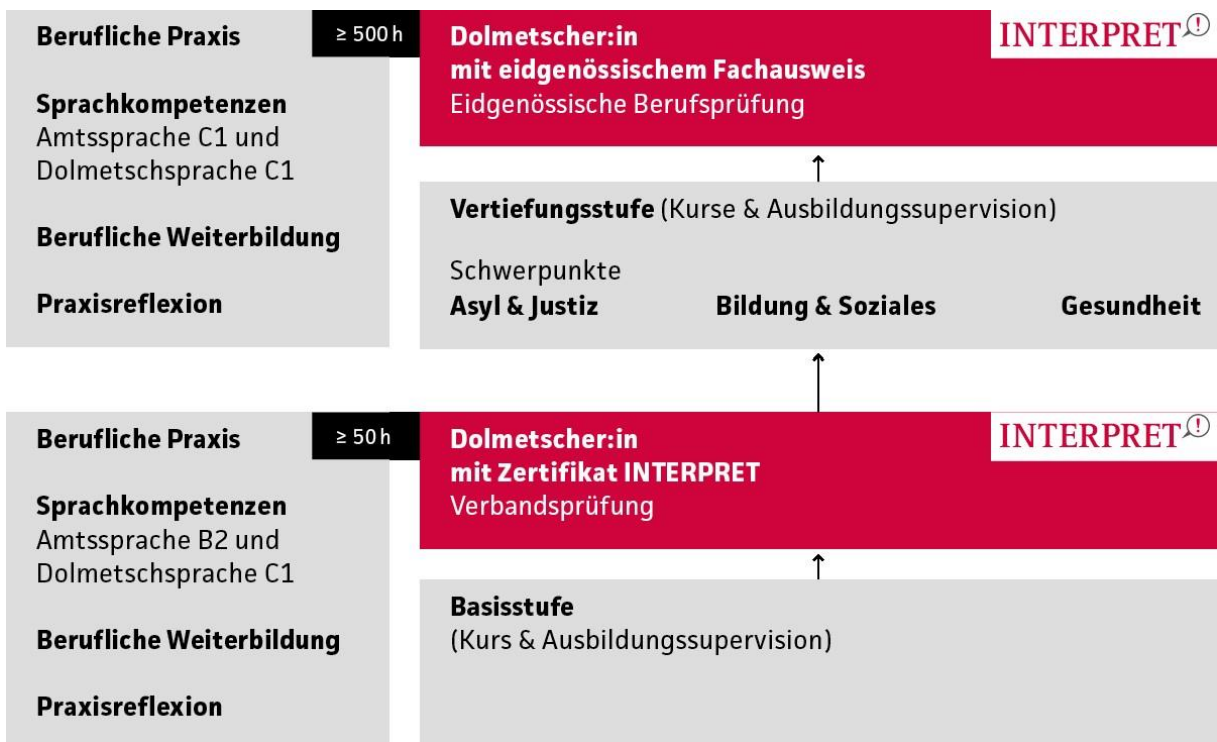 Berufliche Praxis
≥ 500 h
Sprachkompetenzen
Amtssprache C1 und
Dolmetschsprache C1
Berufliche Weiterbildung
Praxisreflexion
Dolmetscher:in
mit eidgenössischem Fachausweis
Eidgenössische Berufsprüfung
INTERPRET!
Vertiefungsstufe (Kurse & Ausbildungssupervision)
Schwerpunkte
Asyl & Justiz Bildung & Soziales Gesundheit
Berufliche Praxis
≥ 50 h
Sprachkompetenzen
Amtssprache B2 und
Dolmetschsprache C1
Berufliche Weiterbildung
Praxisreflexion
Dolmetscher:in
mit Zertifikat INTERPRET
Verbandsprüfung
INTERPRET!
Basisstufe
(Kurs & Ausbildungssupervision)